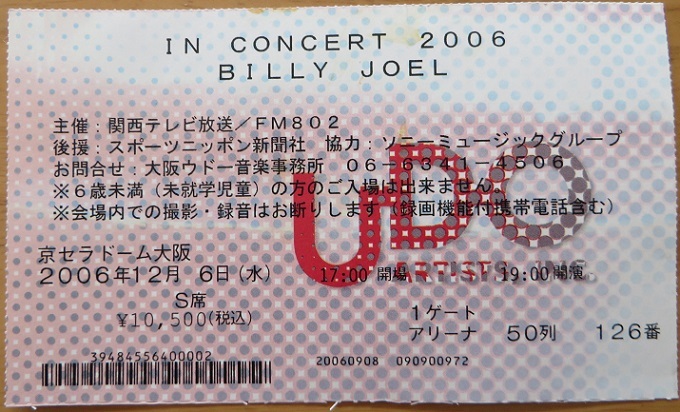 IN CONCERT 2006
BILLY JOEL
主催：関西テレビ放送／FM802
後援：スポーツニッポン新聞社 協力：ソニーミュージックグループ
お問合せ：大阪ウドー音楽事務所 06-6341-4506
※6歳未満（未就学児童）の方のご入場は出来ません
※会場内での撮影・録音はお断りします（録画機能付携帯電話含む）
UDO
ARTISTS, INC.
京セラドーム大阪
2006年12月 6日(水) 17:00 開場 19:00 開演
S席
¥10,500(税込)
1ゲート
アリーナ 50列 126番
39484556400002
20060908 090900972